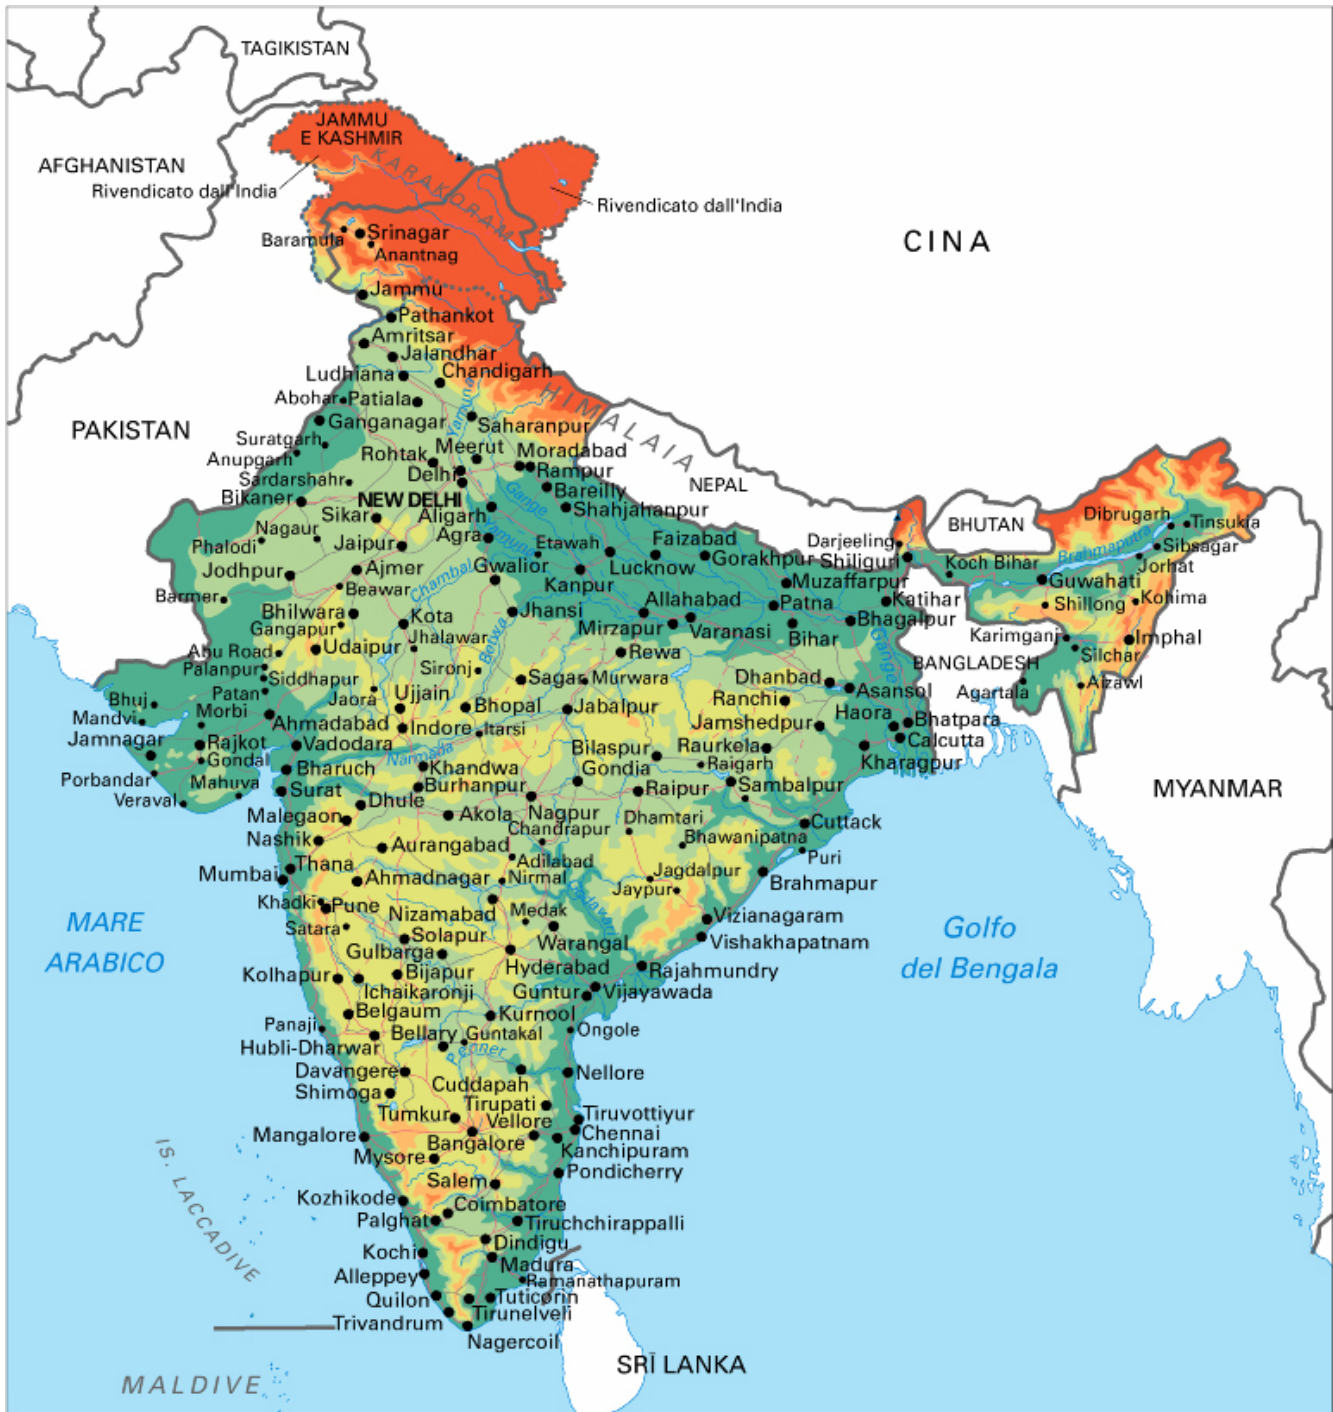 TAGIKISTAN
JAMMU
E KASHMIR
AFGHANISTAN
Rivendicato dall'India
KARAKORAM
Rivendicato dall'India
CINA
Baramula
Srinagar
Anantnag
Jammu
Pathankot
Amritsar
Jalandhar
Ludhiana
Chandigarh
Abohar
Patiala
Yamuna
HIMALAIA
PAKISTAN
Ganganagar
Saharanpur
Suratgarh
Anupgarh
Rohtak
Meerut
Moradabad
Delhi
Rampur
Sardarshahr
NEPAL
Bikaner
NEW DELHI
Gange
Bareilly
Sikar
Aligarh
Shahjahanpur
BHUTAN
Dibrugarh
Tinsukia
Nagaur
Agra
Yamuna
Etawah
Faizabad
Darjeeling
Brahmaputra
Sibsagar
Phalodi
Jaipur
Gorakhpur
Shiliguri
Koch Bihar
Jorhat
Jodhpur
Ajmer
Chambal
Gwalior
Kanpur
Lucknow
Muzaffarpur
Guwahati
Barmer
Beawar
Allahabad
Patna
Katihar
Shillong
Kohima
Bhilwara
Kota
Jhansi
Gangapur
Mirzapur
Varanasi
Bihar
Bhagalpur
Karimganj
Imphal
Abu Road
Udaipur
Jhalawar
Betwa
Rewa
Gange
Silchar
Palanpur
Siddhapur
Sironj
Sagar
Murwara
Dhanbad
BANGLADESH
Aizawl
Bhuj
Patan
Jaora
Ujjain
Ranchi
Asansol
Agartala
Mandvi
Morbi
Ahmadabad
Bhopal
Jabalpur
Haora
Bhatpara
Jamnagar
Rajkot
Indore
Itarsi
Jamshedpur
Calcutta
Vadodara
Narmada
Bilaspur
Raurkela
Kharagpur
Gondal
Khandwa
Gondia
Raigarh
Porbandar
Mahuva
Bharuch
Burhanpur
Raipur
Sambalpur
MYANMAR
Veraval
Surat
Dhule
Malegaon
Akola
Nagpur
Dhamtari
Cuttack
Nashik
Chandrapur
Bhawanipatna
Aurangabad
Adilabad
Puri
Thana
Mumbai
Ahmadnagar
Nirmal
Jagdalpur
Brahmapur
Jaypur
Khadki
Pune
Nizamabad
Medak
Godavari
Vizianagaram
MARE
ARABICO
Golfo
del Bengala
Satara
Solapur
Warangal
Vishakhapatnam
Gulbarga
Kolhapur
Bijapur
Hyderabad
Rajahmundry
Ichaikaronji
Guntur
Vijayawada
Belgaum
Kurnool
Panaji
Bellary
Guntakal
Ongole
Hubli-Dharwar
Penner
Davangere
Cuddapah
Nellore
Shimoga
Tirupati
Tumkur
Vellore
Tiruvottiyur
Mangalore
Bangalore
Chennai
Mysore
Kanchipuram
Pondicherry
IS. LACCADIVE
Salem
Kozhikode
Coimbatore
Palghat
Tiruchchirappalli
Kochi
Dindigu
Madura
Alleppey
Ramanathapuram
Quilon
Tuticorin
Trivandrum
Tirunelveli
Nagercoil
SRĪ LANKA
MALDIVE